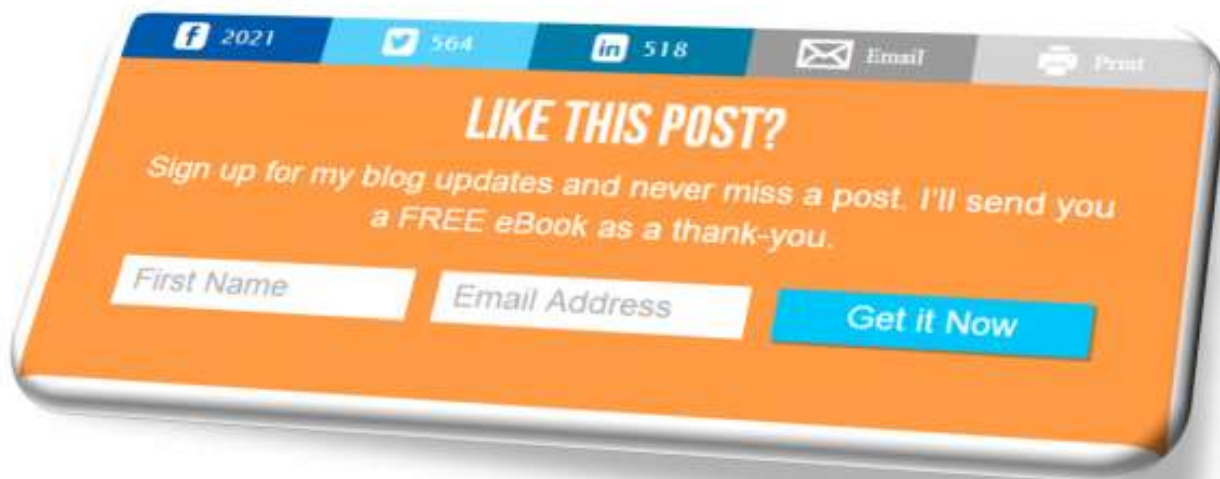 2021 564 in 518 Email Print
LIKE THIS POST?
Sign up for my blog updates and never miss a post. I'll send you
a FREE eBook as a thank-you.
First Name Email Address Get it Now